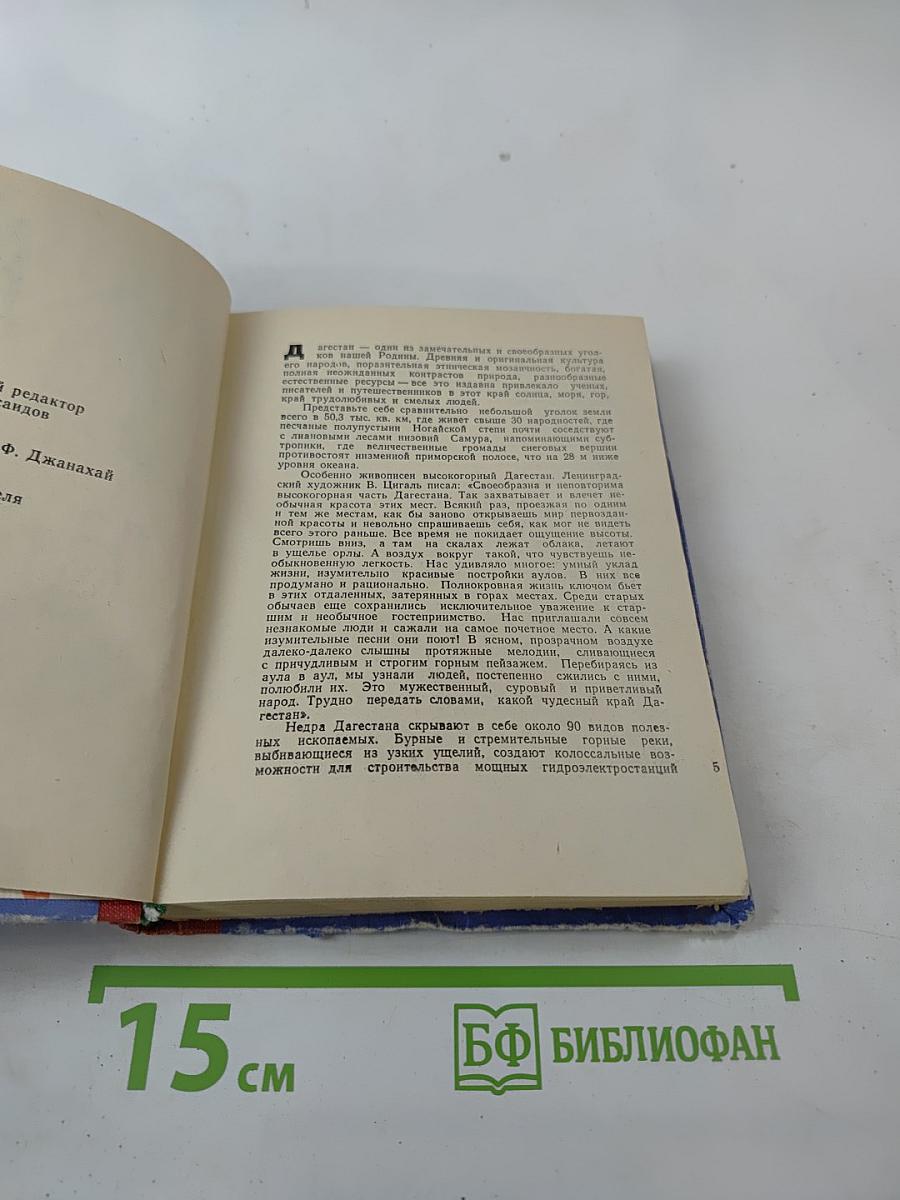 й редактор
саидов
Ф. Джанахай
еля
Дагестан — один из замечательных и своеобразных угол-
ков нашей Родины. Древняя и оригинальная культура
его народов, поразительная этническая мозаичность, богатая,
полная неожиданных контрастов природа, разнообразные
естественные ресурсы — все это издавна привлекало ученых,
писателей и путешественников в этот край солнца, моря, гор,
край трудолюбивых и смелых людей.
Представьте себе сравнительно небольшой уголок земли
всего в 50,3 тыс. кв. км, где живет свыше 30 народностей, где
песчаные полупустыни Ногайской степи почти соседствуют
с лиановыми лесами низовий Самура, напоминающими суб-
тропики, где величественные громады снеговых вершин
противостоят низменной приморской полосе, что на 28 м ниже
уровня океана.
Особенно живописен высокогорный Дагестан. Ленинград-
ский художник В. Цигаль писал: «Своеобразна и неповторима
высокогорная часть Дагестана. Так захватывает и влечет не-
обычная красота этих мест. Всякий раз, проезжая по одним
и тем же местам, как бы заново открываешь мир первоздан-
ной красоты и невольно спрашиваешь себя, как мог не видеть
всего этого раньше. Все время не покидает ощущение высоты.
Смотришь вниз, а там на скалах лежат облака, летают
в ущелье орлы. А воздух вокруг такой, что чувствуешь не-
обыкновенную легкость. Нас удивляло многое: умный уклад
жизни, изумительно красивые постройки аулов. В них все
продумано и рационально. Полнокровная жизнь ключом бьет
в этих отдаленных, затерянных в горах местах. Среди старых
обычаев еще сохранились исключительное уважение к стар-
шим и необычное гостеприимство. Нас приглашали совсем
незнакомые люди и сажали на самое почетное место. А какие
изумительные песни они поют! В ясном, прозрачном воздухе
далеко-далеко слышны протяжные мелодии, сливающиеся
с причудливым и строгим горным пейзажем. Перебираясь из
аула в аул, мы узнали людей, постепенно сжились с ними,
полюбили их. Это мужественный, суровый и приветливый
народ. Трудно передать словами, какой чудесный край Да-
гестан».
Недра Дагестана скрывают в себе около 90 видов полез-
ных ископаемых. Бурные и стремительные горные реки,
выбивающиеся из узких ущелий, создают колоссальные воз-
можности для строительства мощных гидроэлектростанций
5
15 см
БФ БИБЛИОФАН